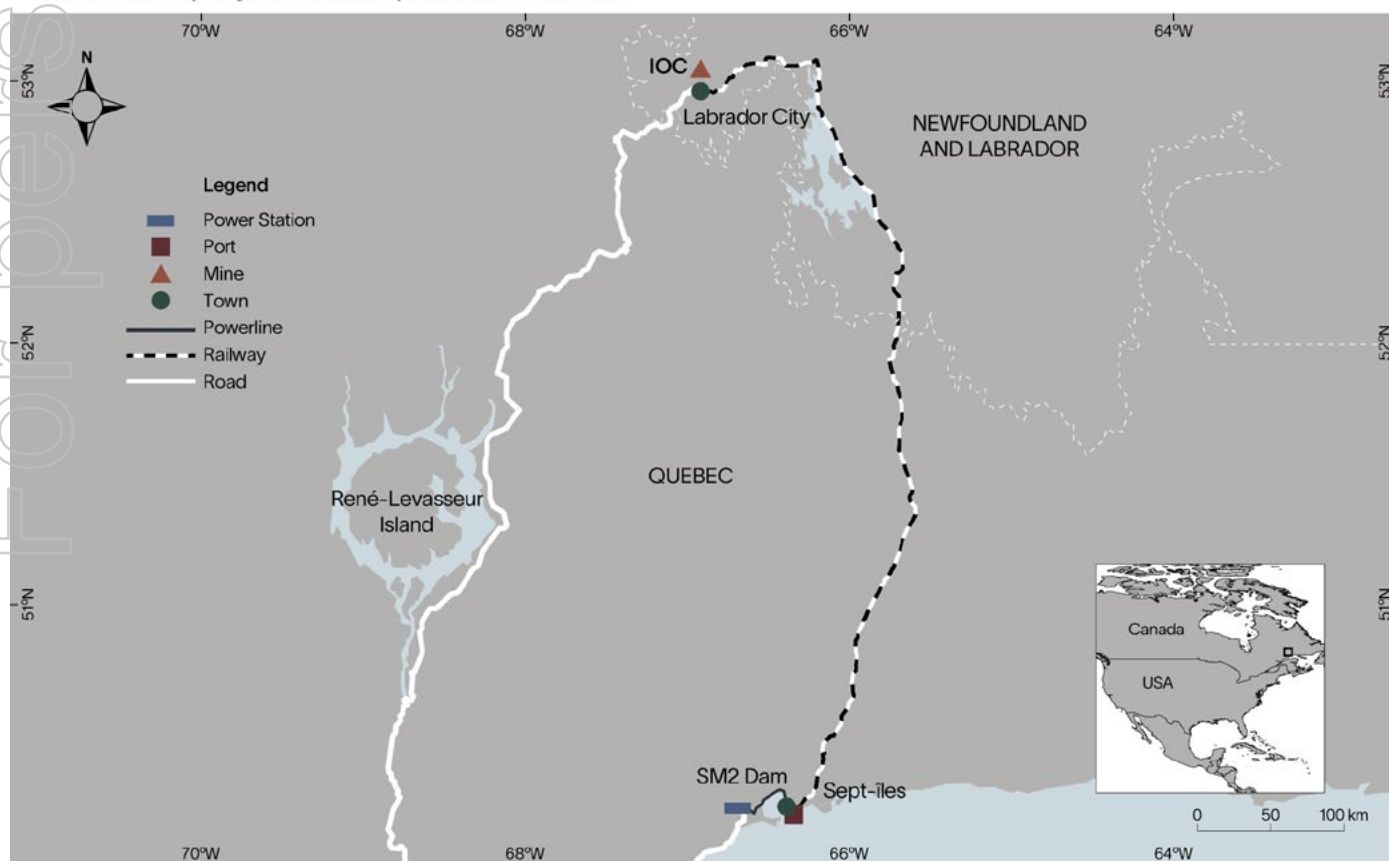 70°W
68°W
66°W
64°W
N
53°N
53°N
IOC
Labrador City
NEWFOUNDLAND
AND LABRADOR
Legend
Power Station
Port
Mine
Town
Powerline
Railway
Road
52°N
52°N
QUEBEC
René-Levasseur
Island
51°N
51°N
Canada
USA
SM2 Dam
Sept-îles
0 50 100 km
70°W
68°W
66°W
64°W
For pers